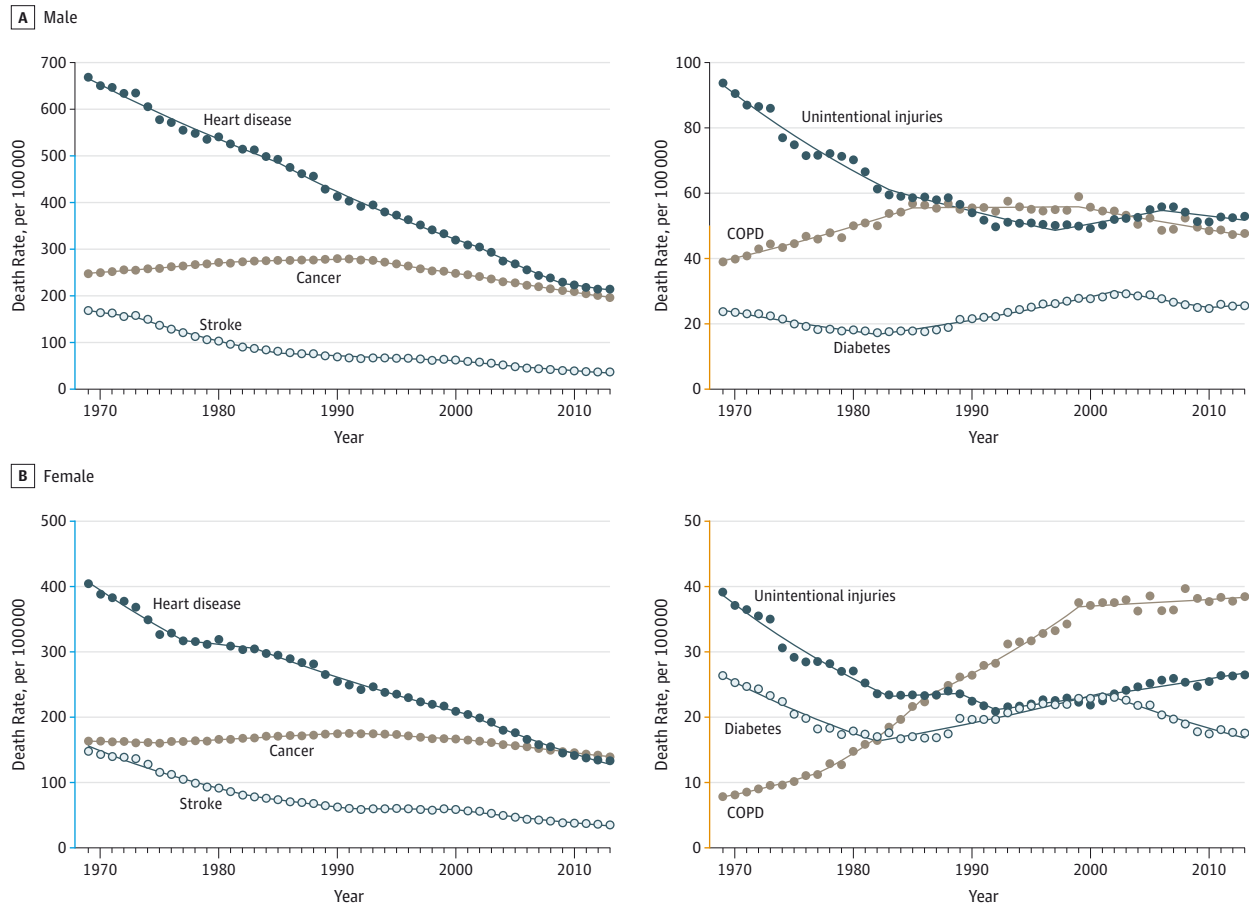 A Male
Death Rate, per 100 000
700
600
500
400
300
200
100
0
Heart disease
Cancer
Stroke
1970 1980 1990 2000 2010
Year
Death Rate, per 100 000
100
80
60
40
20
0
Unintentional injuries
COPD
Diabetes
1970 1980 1990 2000 2010
Year
B Female
Death Rate, per 100 000
500
400
300
200
100
0
Heart disease
Cancer
Stroke
1970 1980 1990 2000 2010
Year
Death Rate, per 100 000
50
40
30
20
10
0
Unintentional injuries
Diabetes
COPD
1970 1980 1990 2000 2010
Year